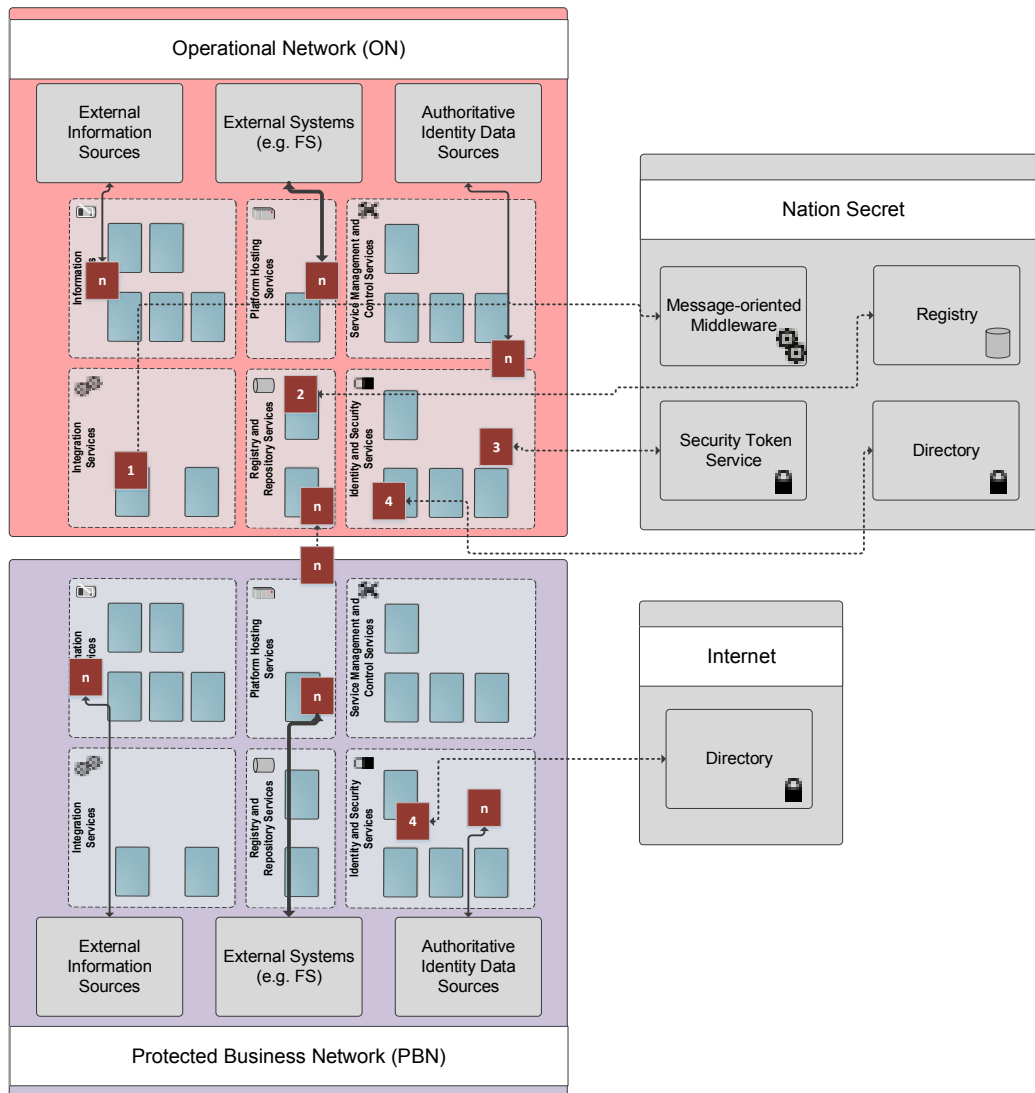 Operational Network (ON)
External
Information
Sources
External Systems
(e.g. FS)
Authoritative
Identity Data
Sources
Information
n
Platform Hosting
Services
n
Service Management and
Control Services
n
Integration
Services
1
Registry and
Repository Services
2
n
Identity and Security
Services
3
4
Nation Secret
Message-oriented
Middleware
Registry
Security Token
Service
Directory
n
n
Platform Hosting
Services
n
Service Management and
Control Services
Integration
Services
Registry and
Repository Services
Identity and Security
Services
4
n
Internet
Directory
External
Information
Sources
External Systems
(e.g. FS)
Authoritative
Identity Data
Sources
Protected Business Network (PBN)